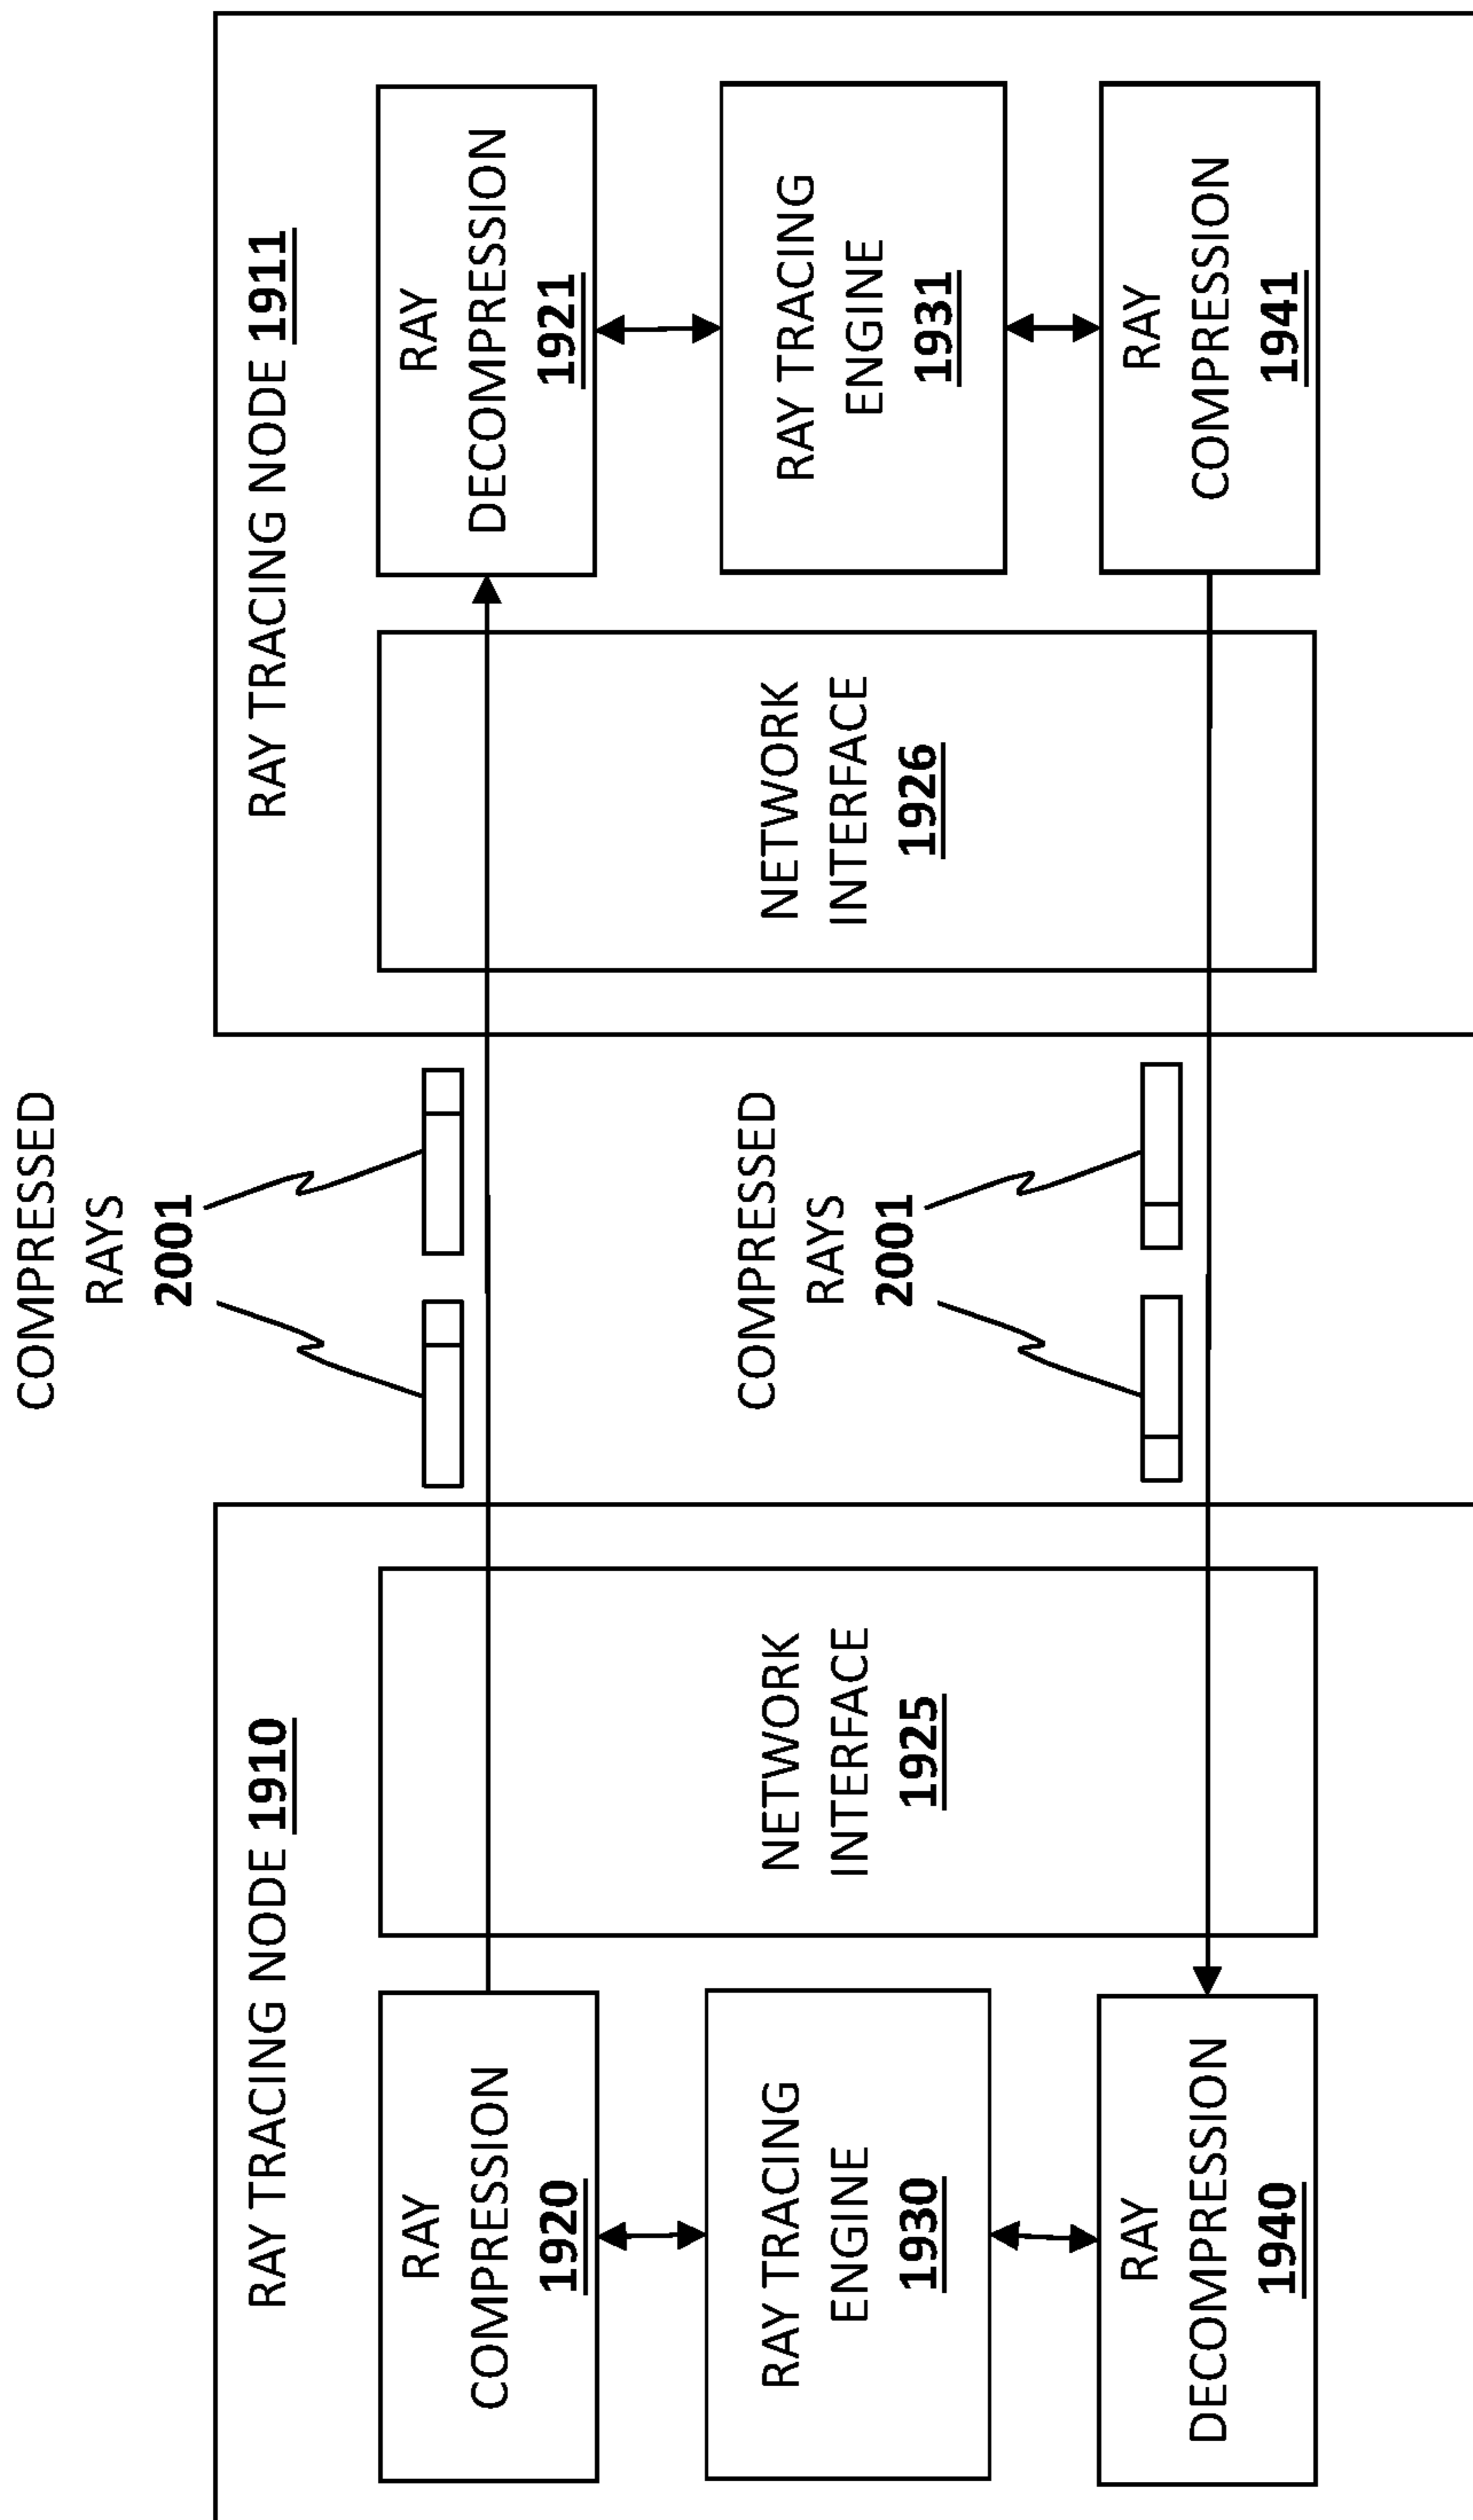 COMPRESSED
RAYS
2001
RAY TRACING NODE 1910
RAY TRACING NODE 1911
RAY
COMPRESSION
1920
RAY
DECOMPRESSION
1921
COMPRESSED
RAYS
2001
RAY TRACING
ENGINE
1930
NETWORK
INTERFACE
1925
NETWORK
INTERFACE
1926
RAY TRACING
ENGINE
1931
RAY
DECOMPRESSION
1940
RAY
COMPRESSION
1941